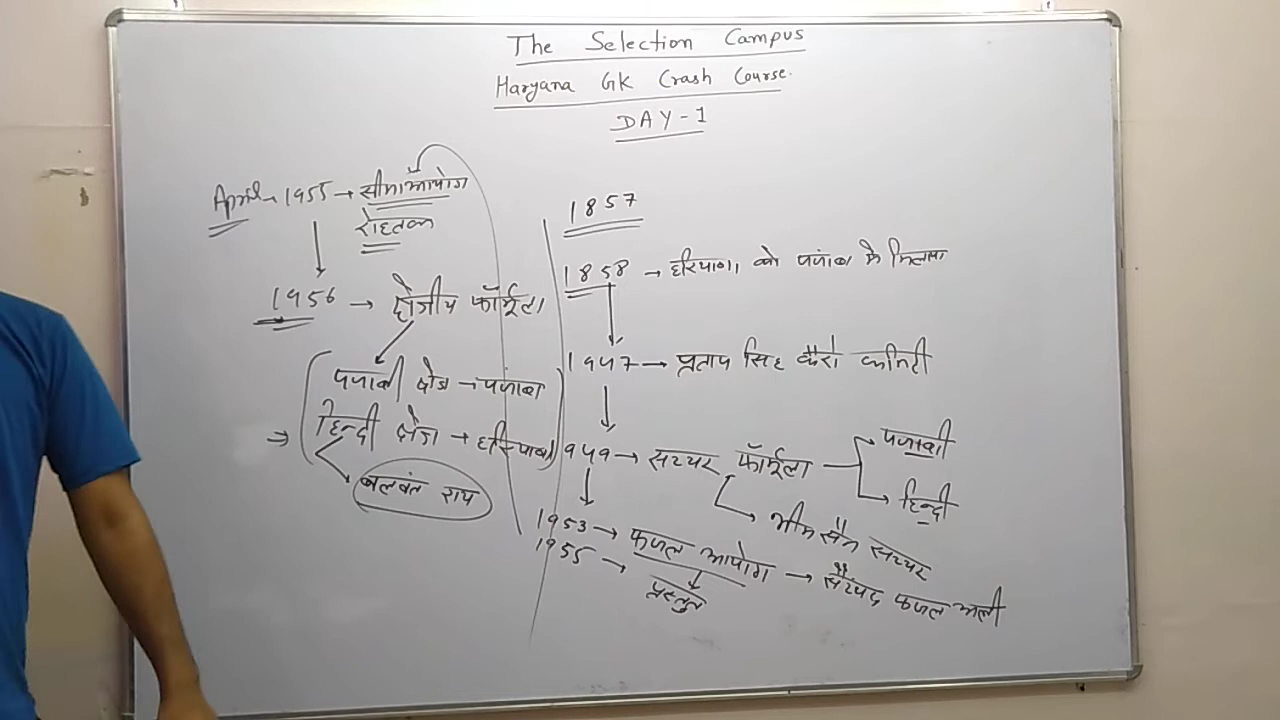 The Selection Campus
Haryana GK Crash Course.
DAY-1
April, 1955 → सीमा आयोग
रोहतक
1956 → क्षेत्रीय फॉर्मूला
पंजाबी क्षेत्र → पंजाब
⇒ हिन्दी क्षेत्र → हरियाणा
बलवंत राय
1857
1858 → हरियाणा को पंजाब में मिलाया
1947 → प्रताप सिंह कैरो कमिटी
1949 → सच्चर फॉर्मूला
पंजाबी
हिन्दी
भीम सैन सच्चर
1953 → फजल आयोग → सैय्यद फजल अली
1955 → प्रस्तुत